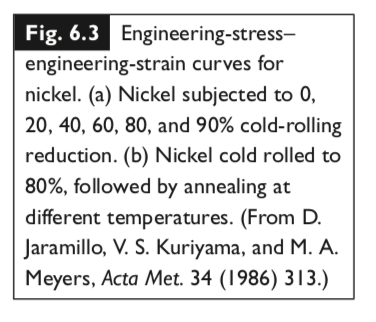 Fig. 6.3 Engineering-stress–
engineering-strain curves for
nickel. (a) Nickel subjected to 0,
20, 40, 60, 80, and 90% cold-rolling
reduction. (b) Nickel cold rolled to
80%, followed by annealing at
different temperatures. (From D.
Jaramillo, V. S. Kuriyama, and M. A.
Meyers, Acta Met. 34 (1986) 313.)